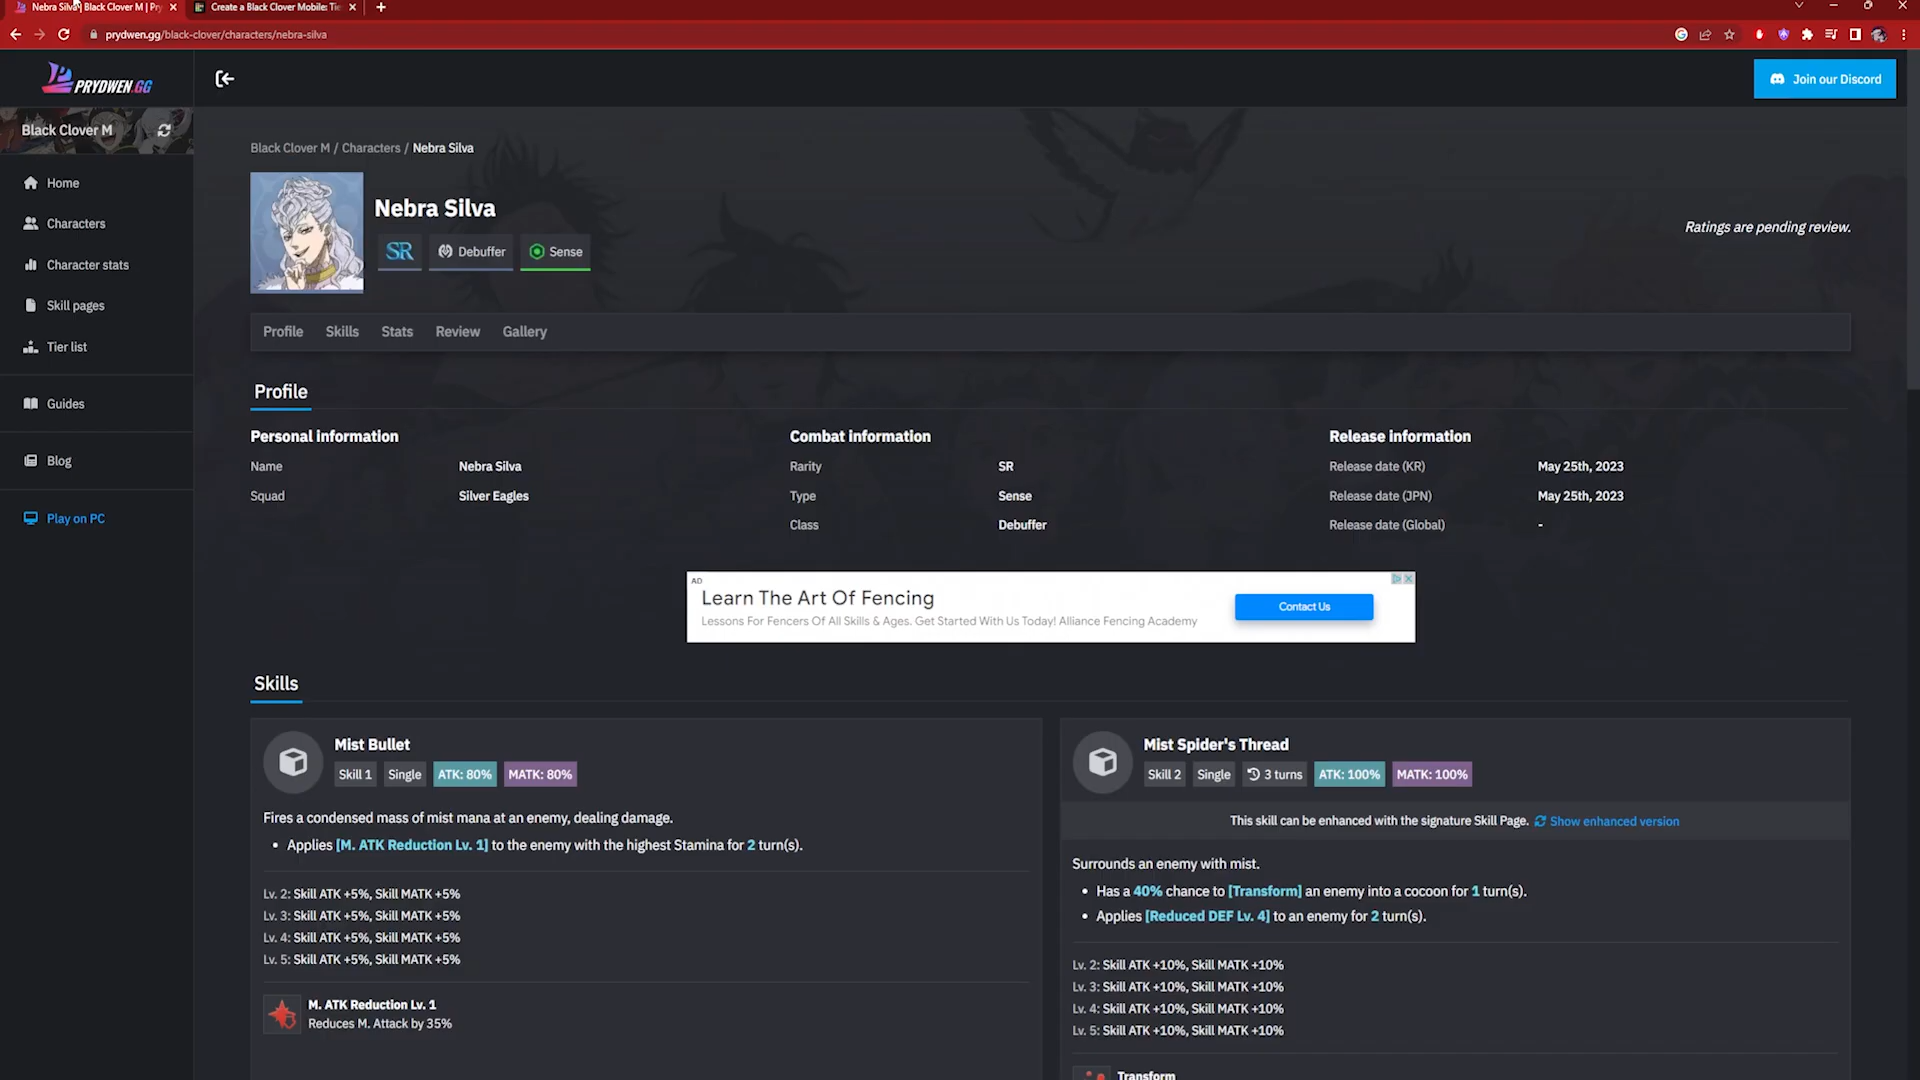 Nebra Silva | Black Clover M | Pry
Create a Black Clover Mobile: Tie
prydwen.gg/black-clover/characters/nebra-silva
PRYDWEN.GG
Join our Discord
Black Clover M
Home
Characters
Character stats
Skill pages
Tier list
Guides
Blog
Play on PC
Black Clover M / Characters / Nebra Silva
Nebra Silva
SR Debuffer Sense
Ratings are pending review.
Profile Skills Stats Review Gallery
Profile
Personal information
Name Nebra Silva
Squad Silver Eagles
Combat information
Rarity SR
Type Sense
Class Debuffer
Release information
Release date (KR) May 25th, 2023
Release date (JPN) May 25th, 2023
Release date (Global) -
AD
Learn The Art Of Fencing
Lessons For Fencers Of All Skills & Ages. Get Started With Us Today! Alliance Fencing Academy
Contact Us
Skills
Mist Bullet
Skill 1 Single ATK: 80% MATK: 80%
Fires a condensed mass of mist mana at an enemy, dealing damage.
• Applies [M. ATK Reduction Lv. 1] to the enemy with the highest Stamina for 2 turn(s).
Lv. 2: Skill ATK +5%, Skill MATK +5%
Lv. 3: Skill ATK +5%, Skill MATK +5%
Lv. 4: Skill ATK +5%, Skill MATK +5%
Lv. 5: Skill ATK +5%, Skill MATK +5%
M. ATK Reduction Lv. 1
Reduces M. Attack by 35%
Mist Spider's Thread
Skill 2 Single 3 turns ATK: 100% MATK: 100%
This skill can be enhanced with the signature Skill Page. Show enhanced version
Surrounds an enemy with mist.
• Has a 40% chance to [Transform] an enemy into a cocoon for 1 turn(s).
• Applies [Reduced DEF Lv. 4] to an enemy for 2 turn(s).
Lv. 2: Skill ATK +10%, Skill MATK +10%
Lv. 3: Skill ATK +10%, Skill MATK +10%
Lv. 4: Skill ATK +10%, Skill MATK +10%
Lv. 5: Skill ATK +10%, Skill MATK +10%
Transform